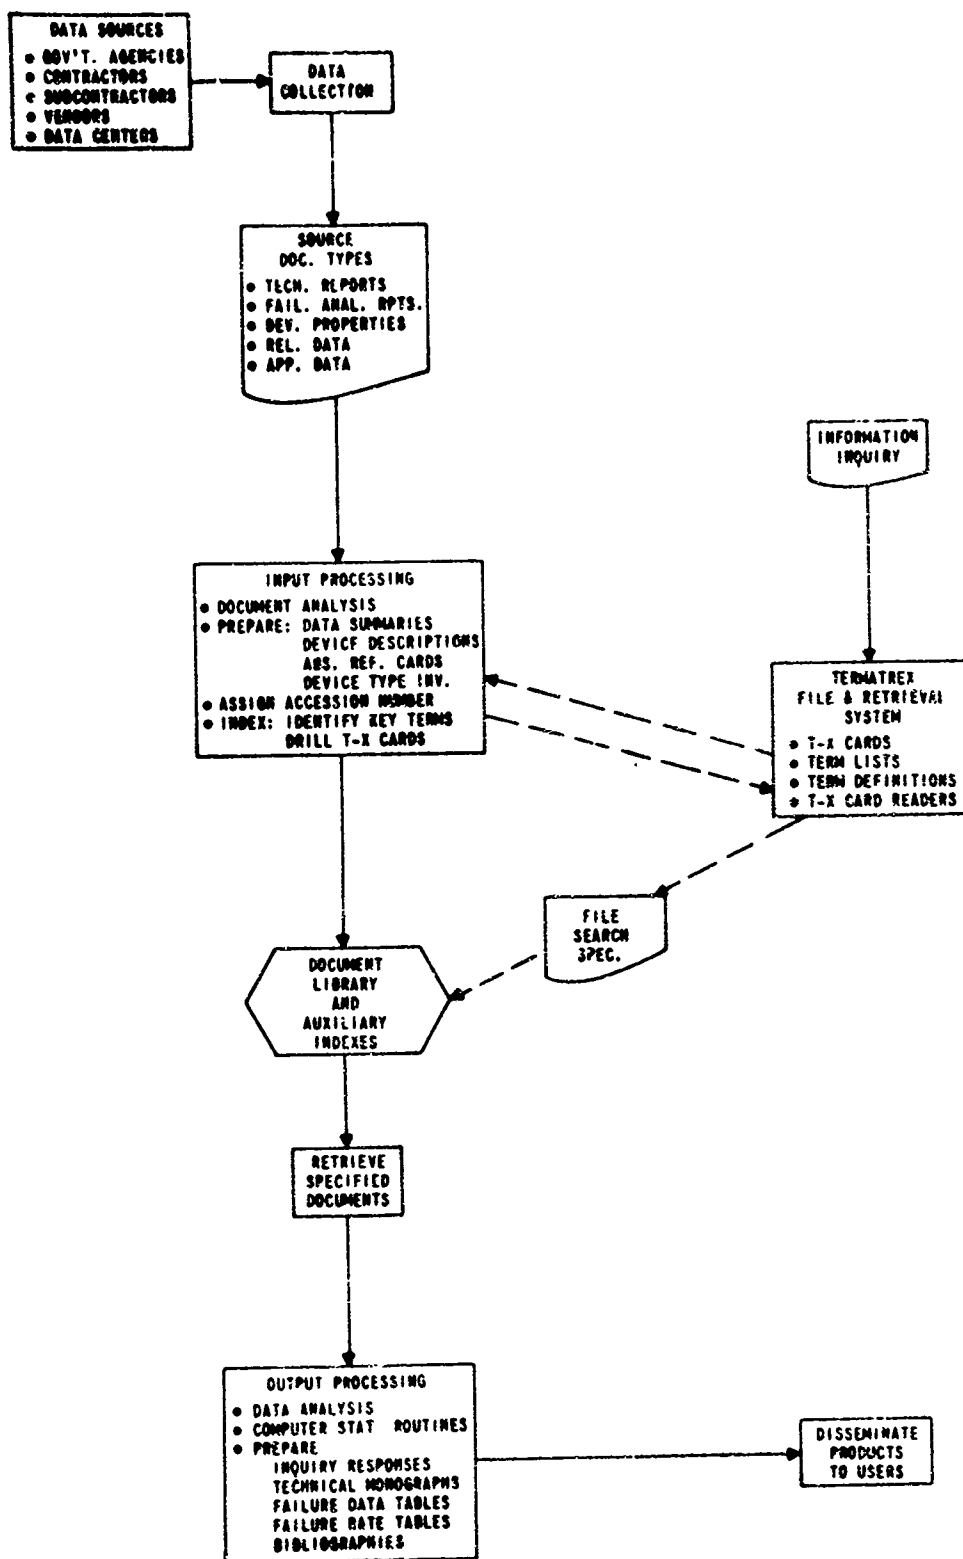 DATA SOURCES
● GOV'T. AGENCIES
● CONTRACTORS
● SUBCONTRACTORS
● VENDORS
● DATA CENTERS
DATA
COLLECTION
SOURCE
DOC. TYPES
● TECH. REPORTS
● FAIL. ANAL. RPTS.
● DEV. PROPERTIES
● REL. DATA
● APP. DATA
INFORMATION
INQUIRY
INPUT PROCESSING
● DOCUMENT ANALYSIS
● PREPARE: DATA SUMMARIES
DEVICE DESCRIPTIONS
ABS. REF. CARDS
DEVICE TYPE INV.
● ASSIGN ACCESSION NUMBER
● INDEX: IDENTIFY KEY TERMS
DRILL T-X CARDS
TERMATREX
FILE & RETRIEVAL
SYSTEM
● T-X CARDS
● TERM LISTS
● TERM DEFINITIONS
● T-X CARD READERS
FILE
SEARCH
SPEC.
DOCUMENT
LIBRARY
AND
AUXILIARY
INDEXES
RETRIEVE
SPECIFIED
DOCUMENTS
OUTPUT PROCESSING
● DATA ANALYSIS
● COMPUTER STAT ROUTINES
● PREPARE
INQUIRY RESPONSES
TECHNICAL MONOGRAPHS
FAILURE DATA TABLES
FAILURE RATE TABLES
BIBLIOGRAPHIES
DISSEMINATE
PRODUCTS
TO USERS